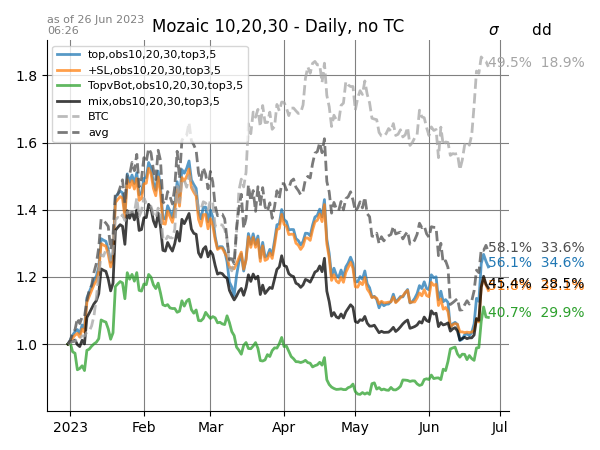 as of 26 Jun 2023
06:26
Mozaic 10,20,30 - Daily, no TC
σ dd
top,obs10,20,30,top3,5
+SL,obs10,20,30,top3,5
TopvBot,obs10,20,30,top3,5
mix,obs10,20,30,top3,5
BTC
avg
49.5% 18.9%
58.1% 33.6%
56.1% 34.6%
45.4% 28.5%
40.7% 29.9%
1.8
1.6
1.4
1.2
1.0
2023 Feb Mar Apr May Jun Jul